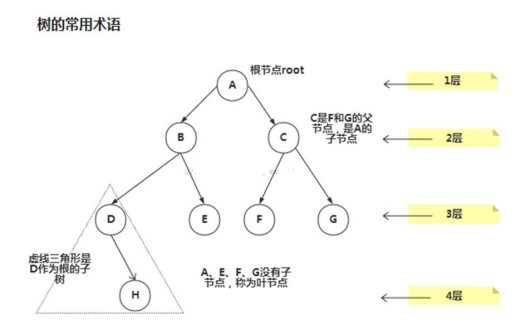 树的常用术语
根节点root
A
1层
C是F和G的父
节点，是A的
子节点
B
C
2层
D
E
F
G
3层
虚线三角形是
D作为根的子
树
A、E、F、G没有子
节点，称为叶节点
H
4层